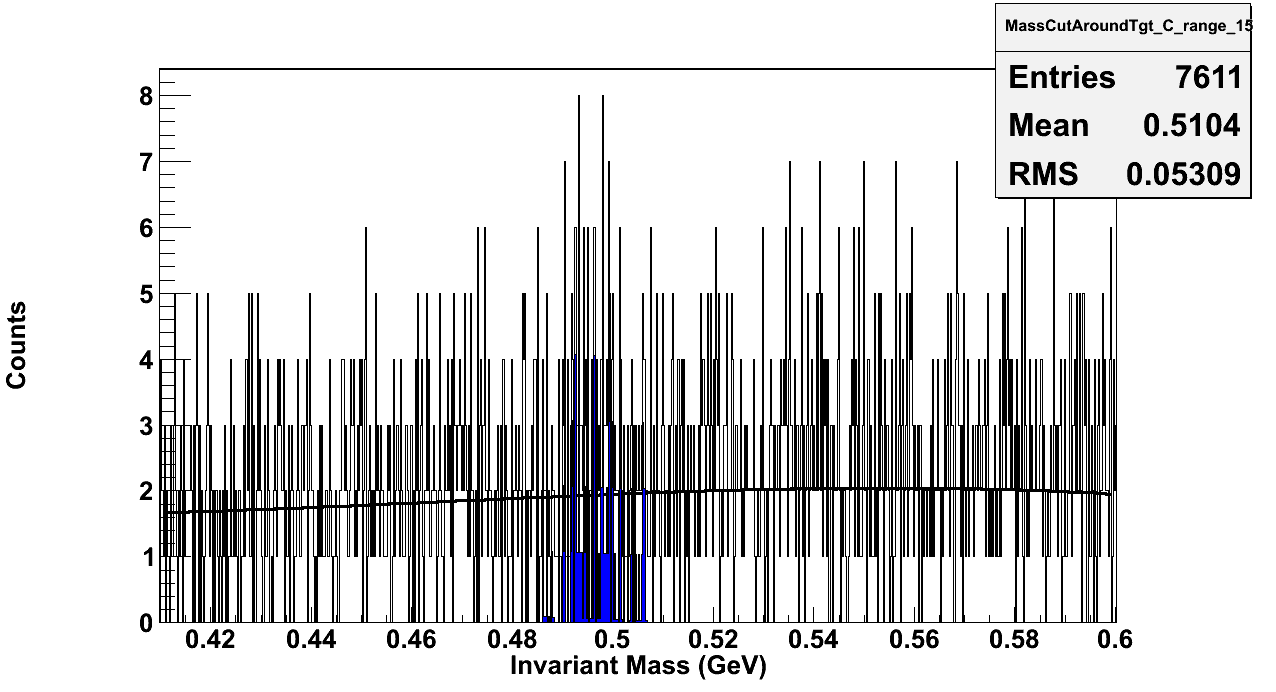 MassCutAroundTgt_C_range_15
Entries 7611
Mean 0.5104
RMS 0.05309
Counts
8
7
6
5
4
3
2
1
0
0.42 0.44 0.46 0.48 0.5 0.52 0.54 0.56 0.58 0.6
Invariant Mass (GeV)